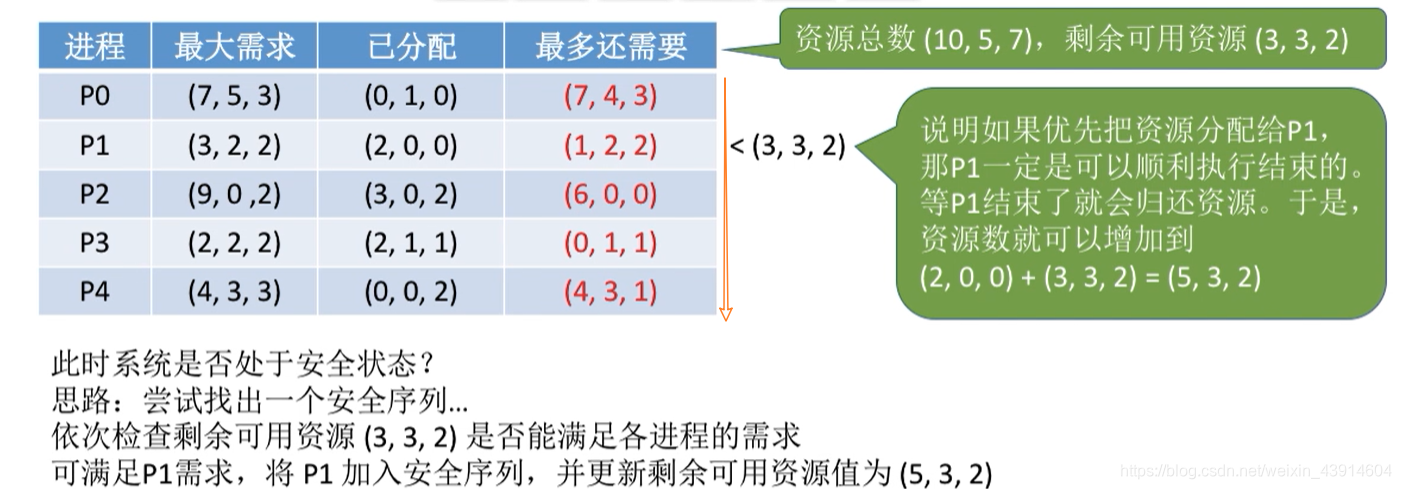 进程 最大需求 已分配 最多还需要
资源总数 (10, 5, 7)，剩余可用资源 (3, 3, 2)
P0 (7, 5, 3) (0, 1, 0) (7, 4, 3)
P1 (3, 2, 2) (2, 0, 0) (1, 2, 2)
< (3, 3, 2)
P2 (9, 0 ,2) (3, 0, 2) (6, 0, 0)
P3 (2, 2, 2) (2, 1, 1) (0, 1, 1)
P4 (4, 3, 3) (0, 0, 2) (4, 3, 1)
说明如果优先把资源分配给P1，
那P1一定是可以顺利执行结束的。
等P1结束了就会归还资源。于是，
资源数就可以增加到
(2, 0, 0) + (3, 3, 2) = (5, 3, 2)
此时系统是否处于安全状态？
思路：尝试找出一个安全序列...
依次检查剩余可用资源 (3, 3, 2) 是否能满足各进程的需求
可满足P1需求，将 P1 加入安全序列，并更新剩余可用资源值为 (5, 3, 2)
https://blog.csdn.net/weixin_43914604